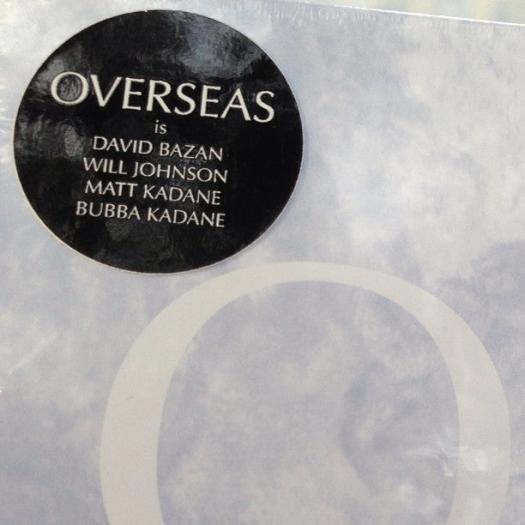 OVERSEAS
is
DAVID BAZAN
WILL JOHNSON
MATT KADANE
BUBBA KADANE
O